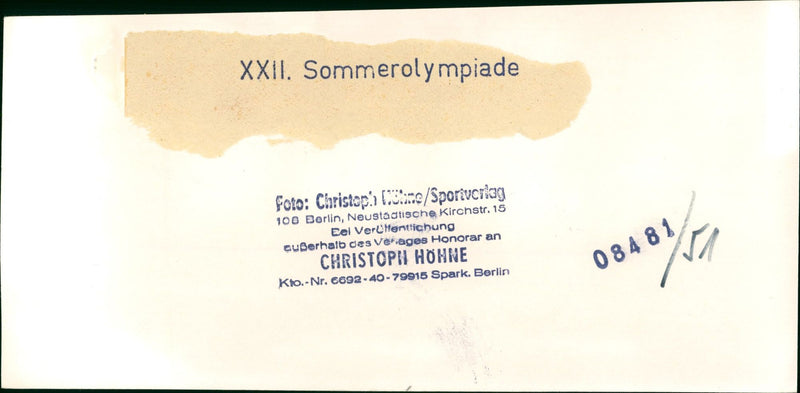 XXII. Sommerolympiade
Foto: Christoph Höhne/Sportverlag
108 Berlin, Neustädtische Kirchstr. 15
Bei Veröffentlichung
außerhalb des Verlages Honorar an
CHRISTOPH HÖHNE
Kto.-Nr. 6692-40-79915 Spark. Berlin
08481/51